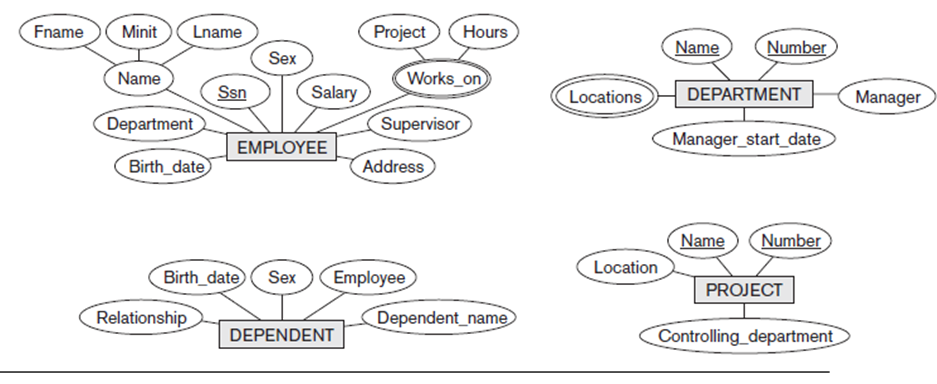 Fname
Minit
Lname
Name
Sex
Ssn
Salary
Project
Hours
Works_on
Department
Supervisor
EMPLOYEE
Birth_date
Address
Name
Number
Locations
DEPARTMENT
Manager
Manager_start_date
Birth_date
Sex
Employee
Relationship
DEPENDENT
Dependent_name
Name
Number
Location
PROJECT
Controlling_department